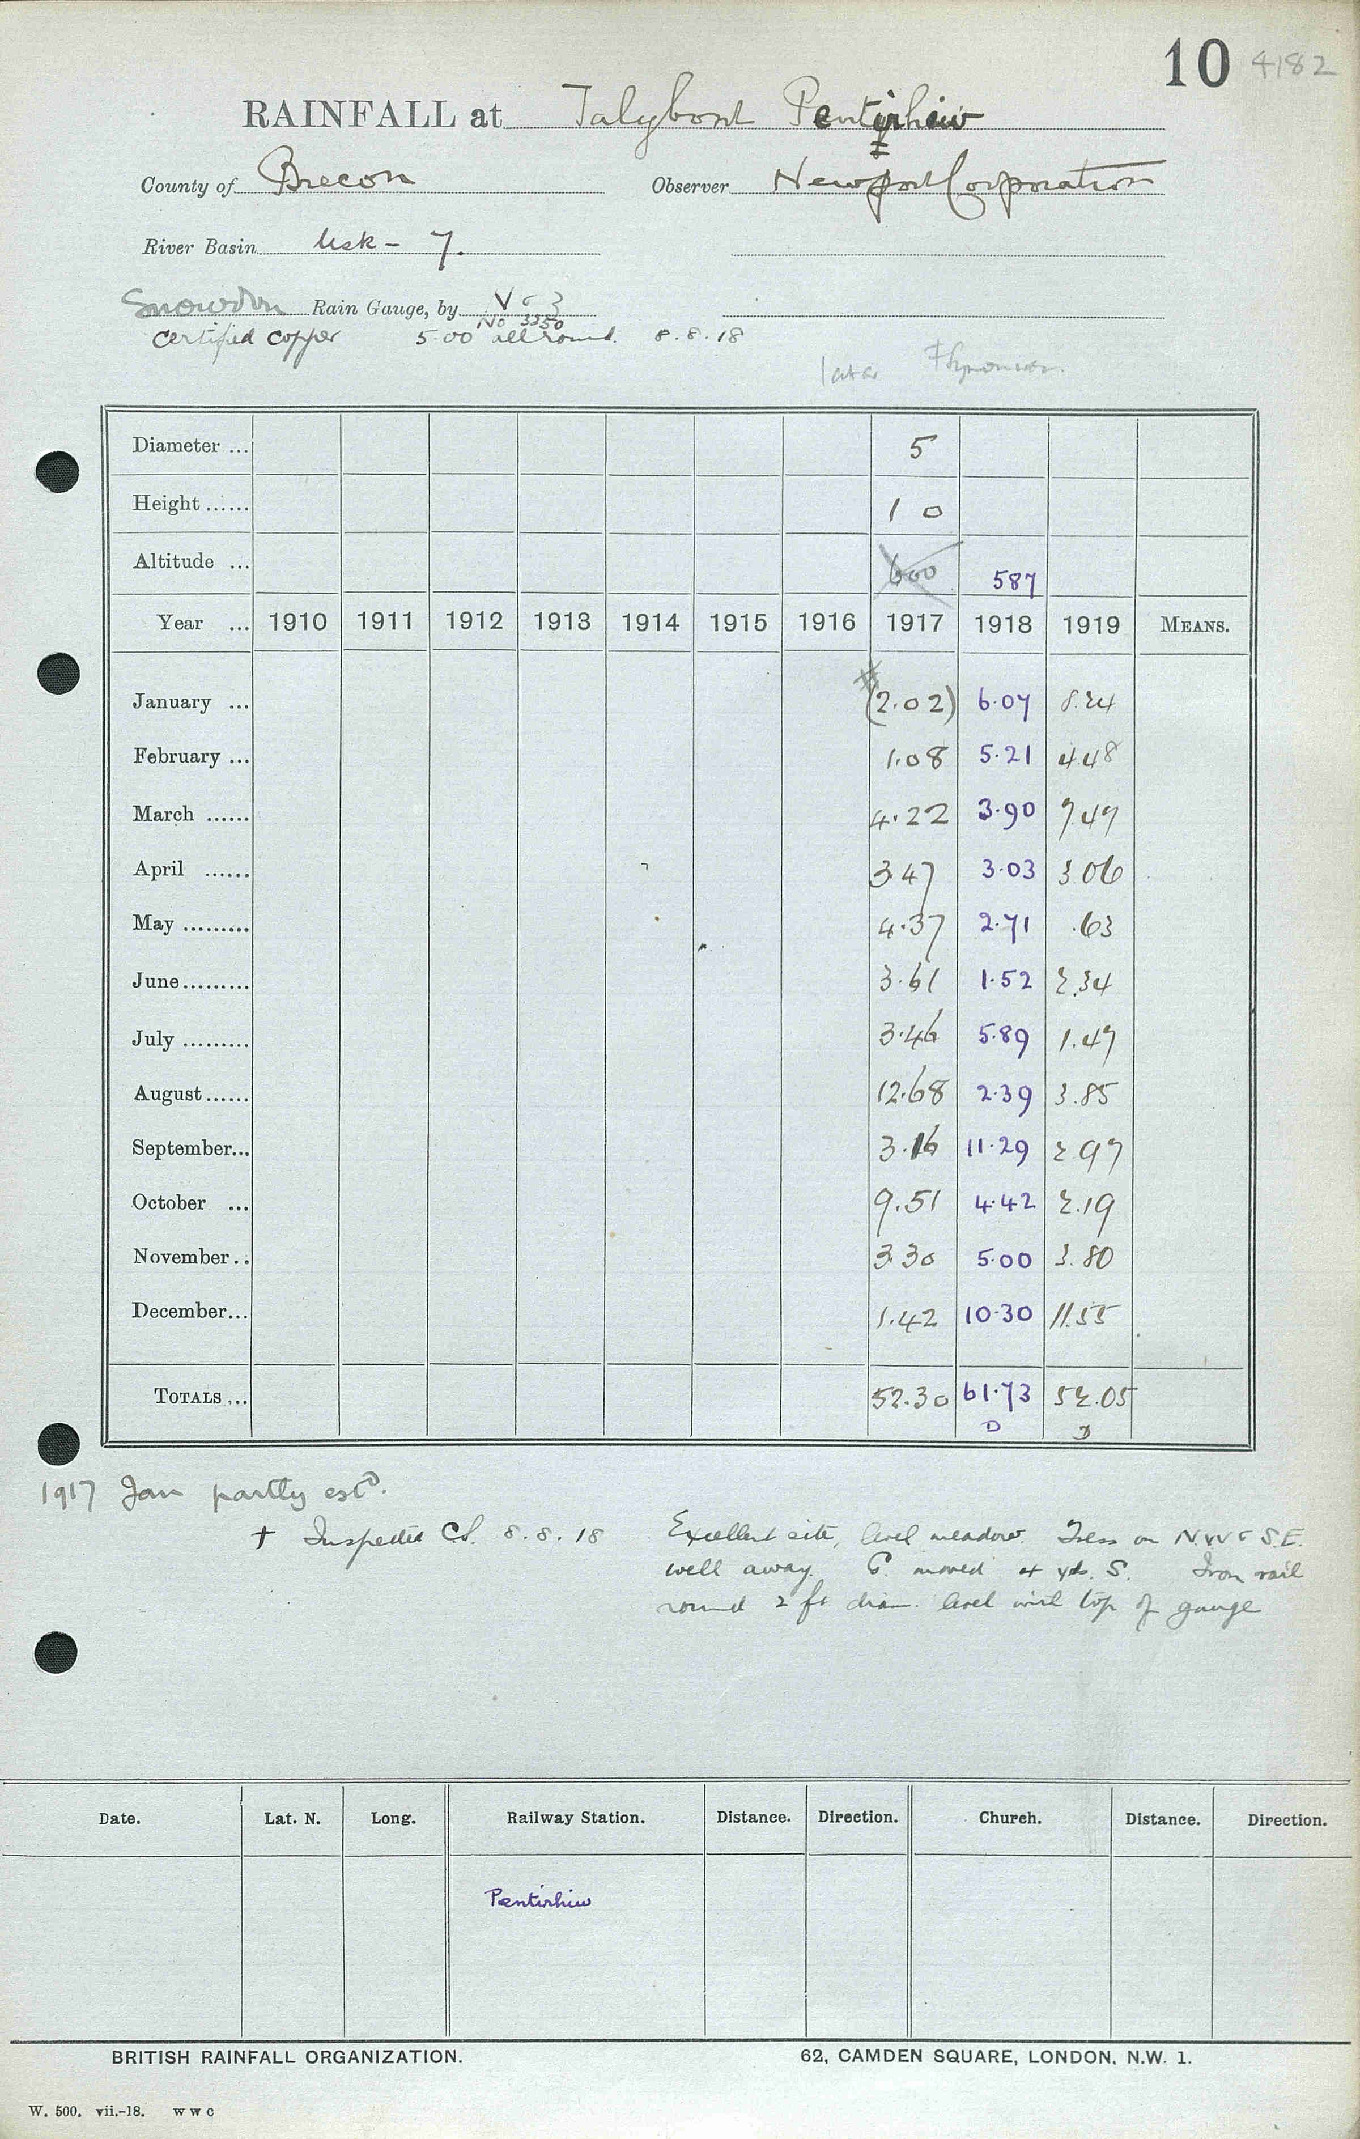 10 4182
RAINFALL at Talybont Pentirhiw
County of Brecon Observer Newport Corporation
River Basin Usk - 7.
Snowdon Rain Gauge, by
No 3350
Certified Copper 5.00 all round. 8.8.18
later
Diameter ... 5
Height ...... 1 0
Altitude ... 600 587
Year ... 1910 1911 1912 1913 1914 1915 1916 1917 1918 1919 MEANS.
January ... (2.02) 6.07 8.24
February ... 1.08 5.21 4 48
March ...... 4.22 3.90 7 47
April ...... 3 47 3.03 3 06
May ......... 4.37 2.71 .63
June......... 3.61 1.52 2.34
July ......... 3.46 5.89 1.47
August...... 12.68 2.39 3.85
September... 3.16 11.29 2.97
October ... 9.51 4.42 2.19
November .. 3 30 5.00 3.80
December... 1.42 10.30 11.55
TOTALS ... 52.30 61.73 52.05
D D
1917 Jan partly estd.
† Inspected 8.8.18 Excellent site, level meadow. Trees on N.W & S.E.
well away. G. moved 4 yds. S. Iron rail
round 2 ft diam. level with top of gauge
Date. Lat. N. Long. Railway Station. Distance. Direction. Church. Distance. Direction.
Pentirhiw
BRITISH RAINFALL ORGANIZATION. 62, CAMDEN SQUARE, LONDON. N.W. 1.
W. 500. vii.-18. W W C